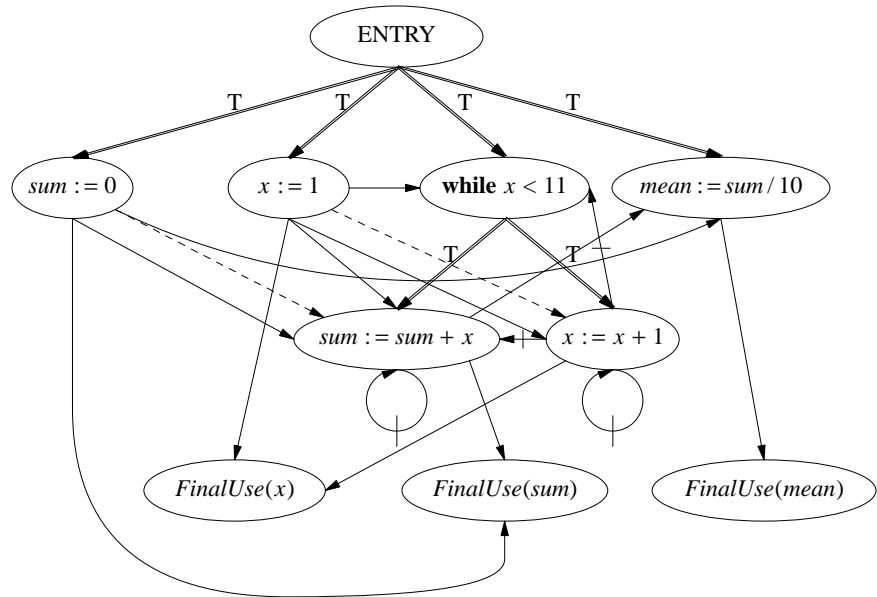 ENTRY
T T T T
sum := 0
x := 1
while x < 11
mean := sum / 10
T T
sum := sum + x
x := x + 1
FinalUse(x)
FinalUse(sum)
FinalUse(mean)